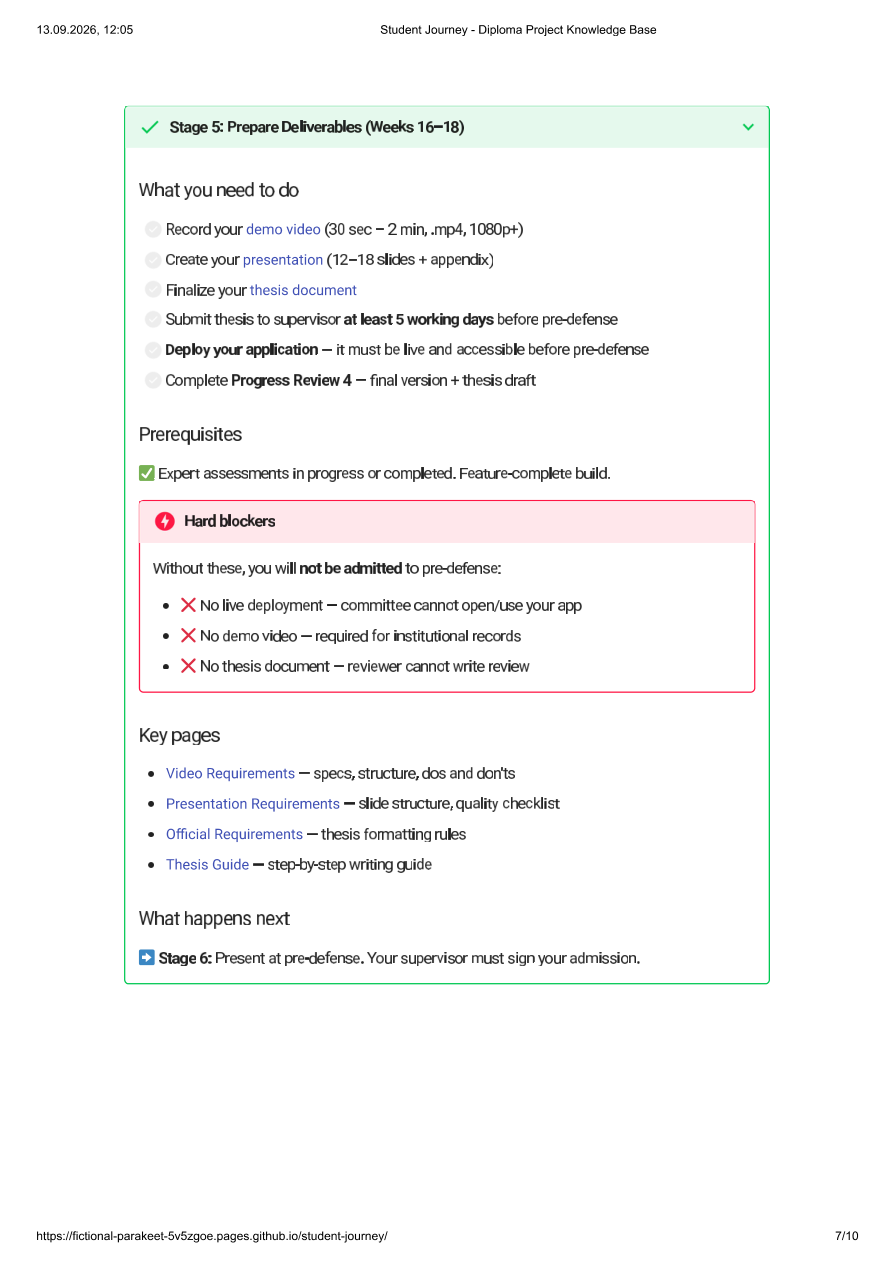 13.09.2026, 12:05
Student Journey - Diploma Project Knowledge Base
Stage 5: Prepare Deliverables (Weeks 16–18)
What you need to do
Record your demo video (30 sec – 2 min, .mp4, 1080p+)
Create your presentation (12–18 slides + appendix)
Finalize your thesis document
Submit thesis to supervisor at least 5 working days before pre-defense
Deploy your application — it must be live and accessible before pre-defense
Complete Progress Review 4 — final version + thesis draft
Prerequisites
✅ Expert assessments in progress or completed. Feature-complete build.
Hard blockers
Without these, you will not be admitted to pre-defense:
• ❌ No live deployment — committee cannot open/use your app
• ❌ No demo video — required for institutional records
• ❌ No thesis document — reviewer cannot write review
Key pages
• Video Requirements — specs, structure, dos and don'ts
• Presentation Requirements — slide structure, quality checklist
• Official Requirements — thesis formatting rules
• Thesis Guide — step-by-step writing guide
What happens next
➡️ Stage 6: Present at pre-defense. Your supervisor must sign your admission.
https://fictional-parakeet-5v5zgoe.pages.github.io/student-journey/
7/10